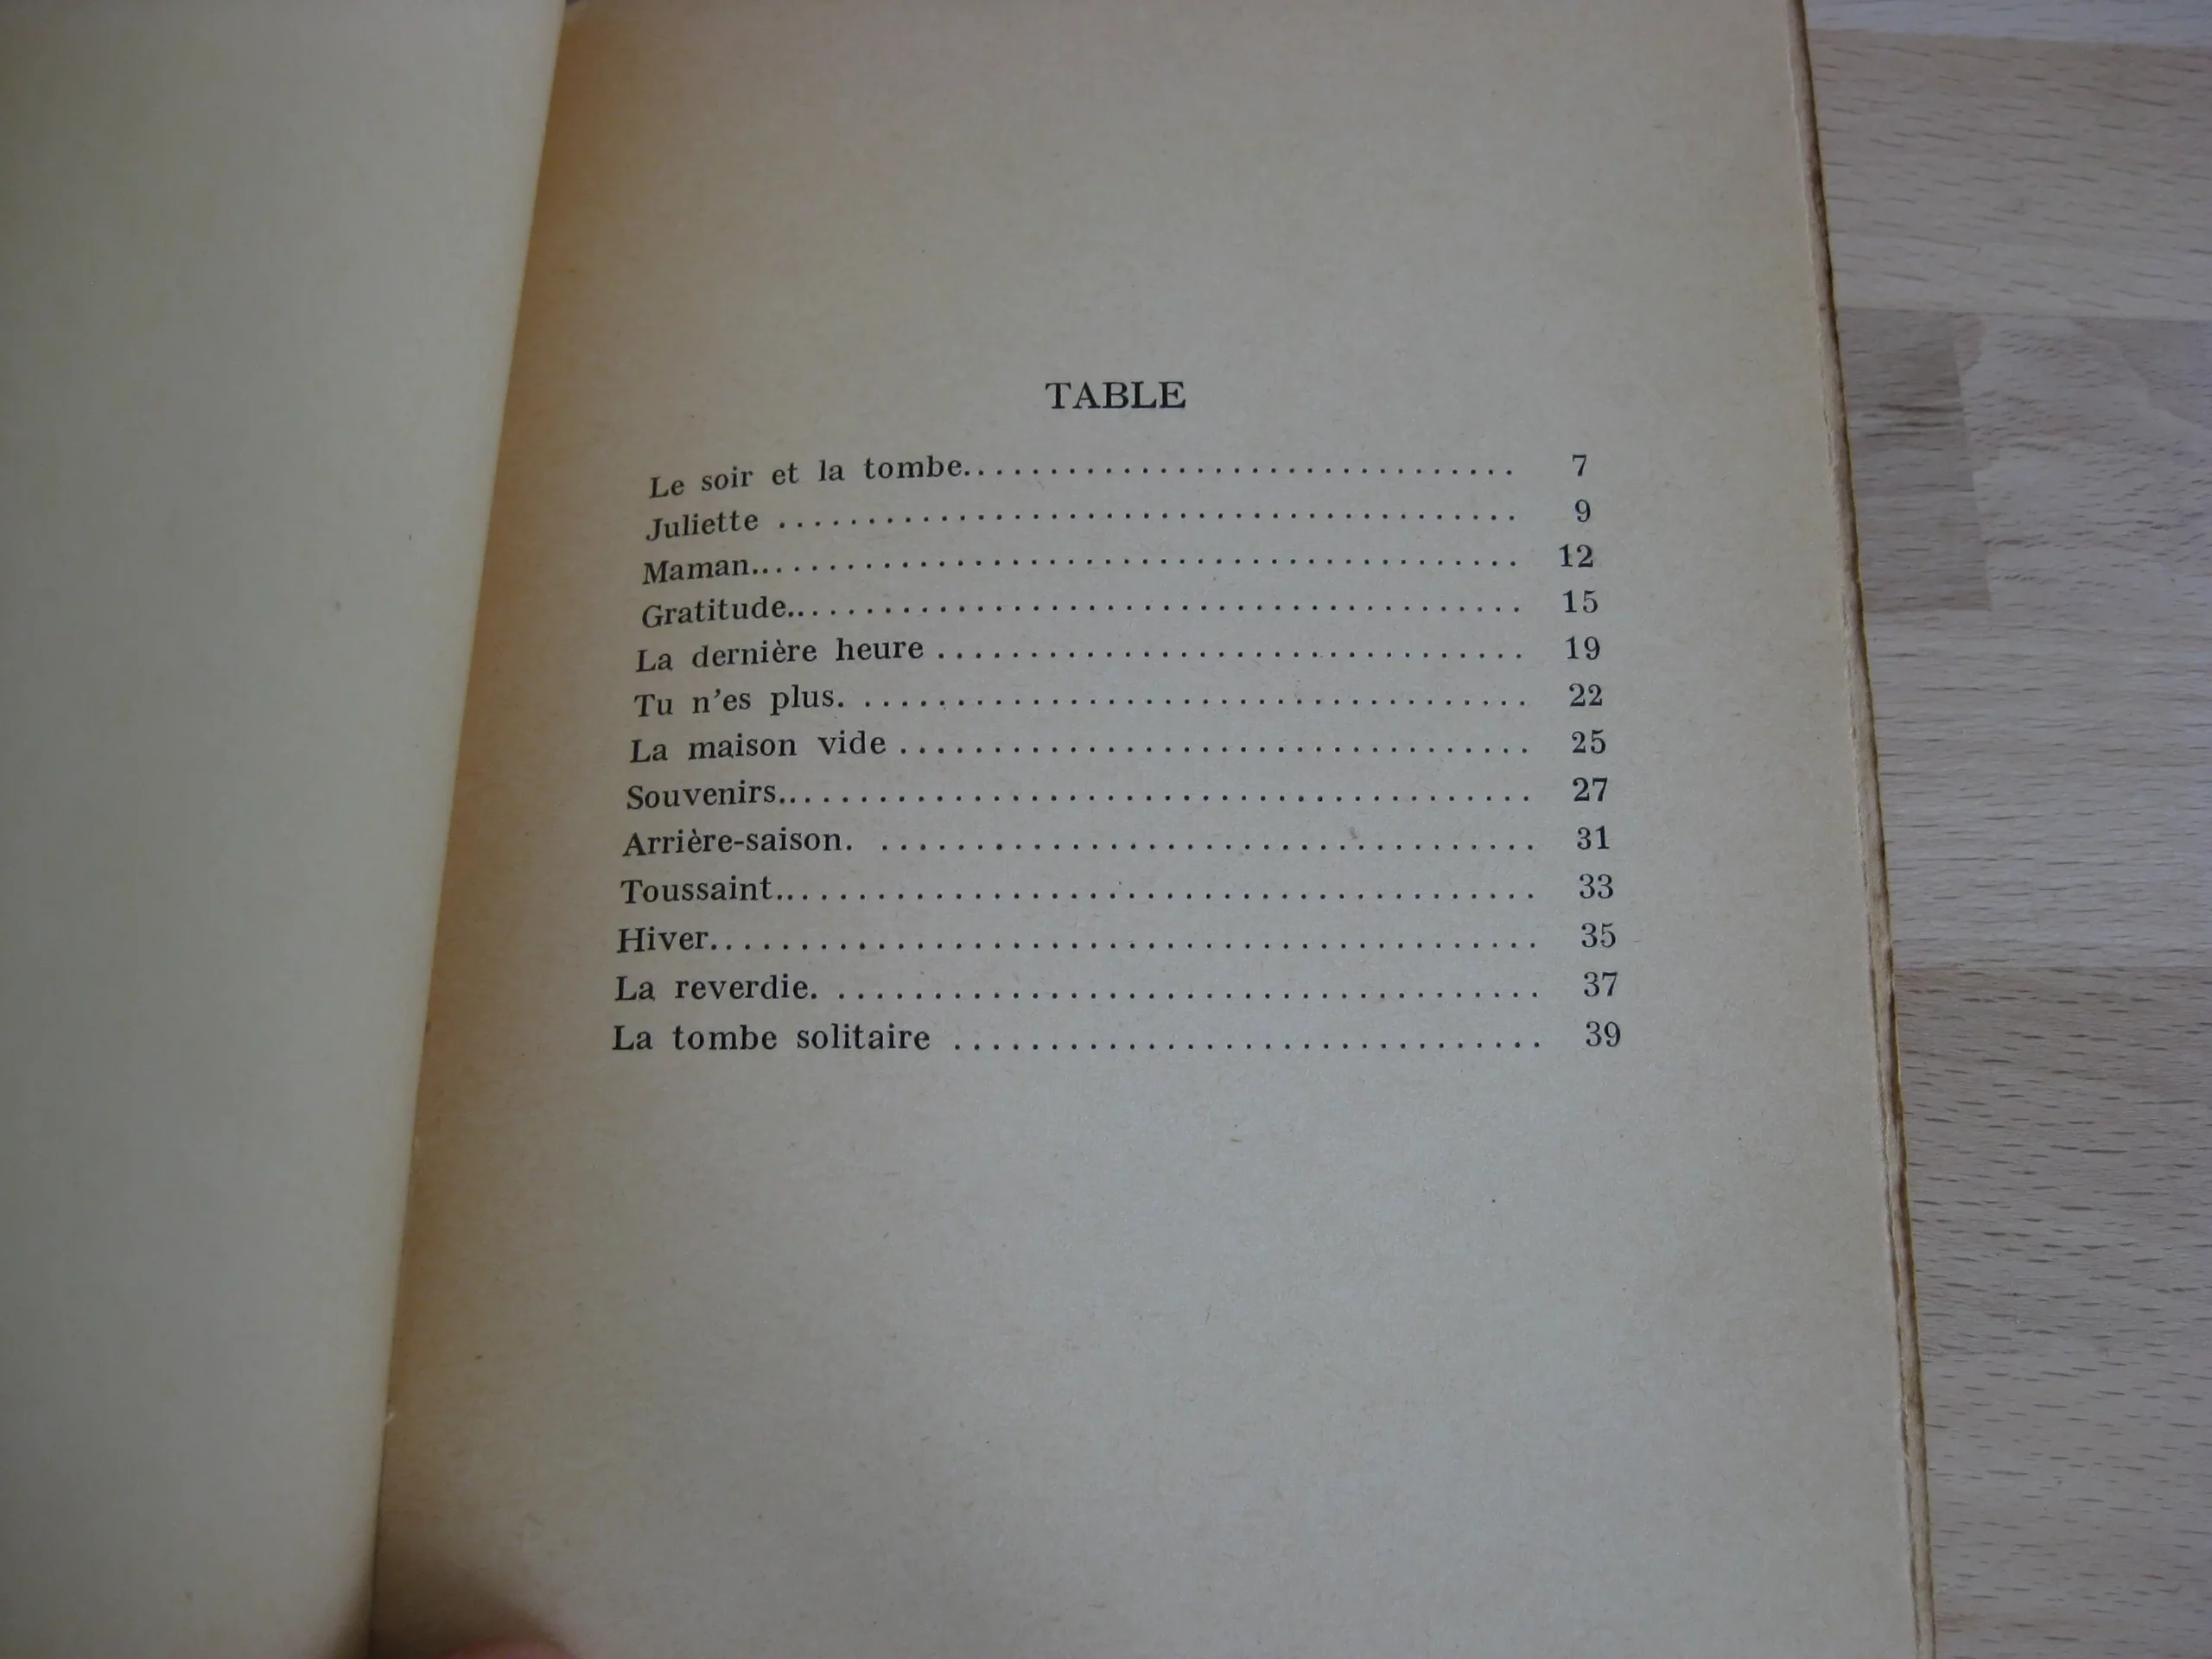 TABLE
Le soir et la tombe................................ 7
Juliette .......................................... 9
Maman............................................. 12
Gratitude.......................................... 15
La dernière heure ................................. 19
Tu n'es plus. ...................................... 22
La maison vide .................................... 25
Souvenirs........................................... 27
Arrière-saison. .................................... 31
Toussaint........................................... 33
Hiver............................................... 35
La reverdie. ....................................... 37
La tombe solitaire ................................. 39